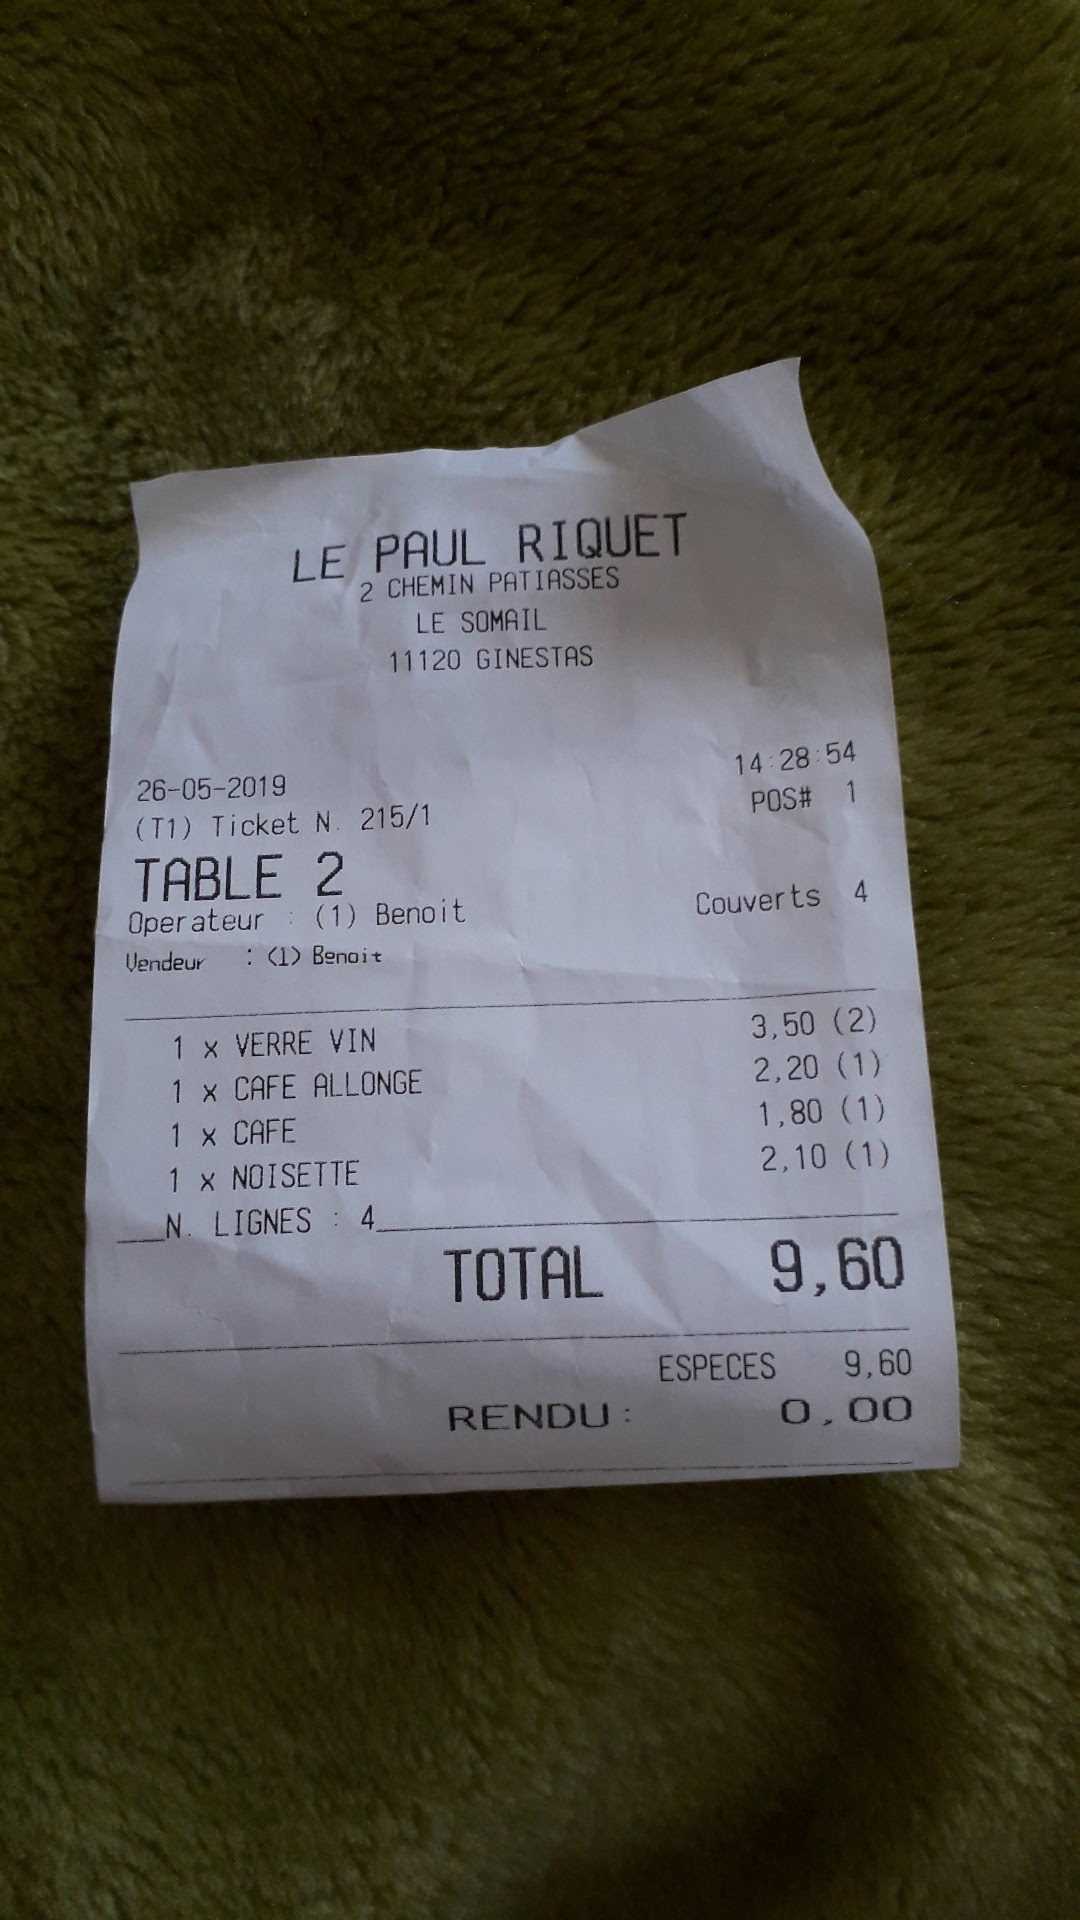 LE PAUL RIQUET
2 CHEMIN PATIASSES
LE SOMAIL
11120 GINESTAS
26-05-2019 14:28:54
(T1) Ticket N. 215/1 POS# 1
TABLE 2
Operateur : (1) Benoit Couverts 4
Vendeur : (1) Benoit
1 x VERRE VIN 3,50 (2)
1 x CAFE ALLONGE 2,20 (1)
1 x CAFE 1,80 (1)
1 x NOISETTE 2,10 (1)
N. LIGNES : 4
TOTAL 9,60
ESPECES 9,60
RENDU : 0,00